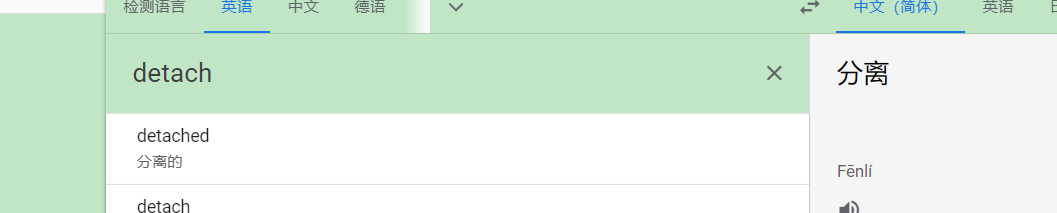 检测语言 英语 中文 德语 中文（简体） 英语
detach
分离
detached
分离的
Fēnlí
detach